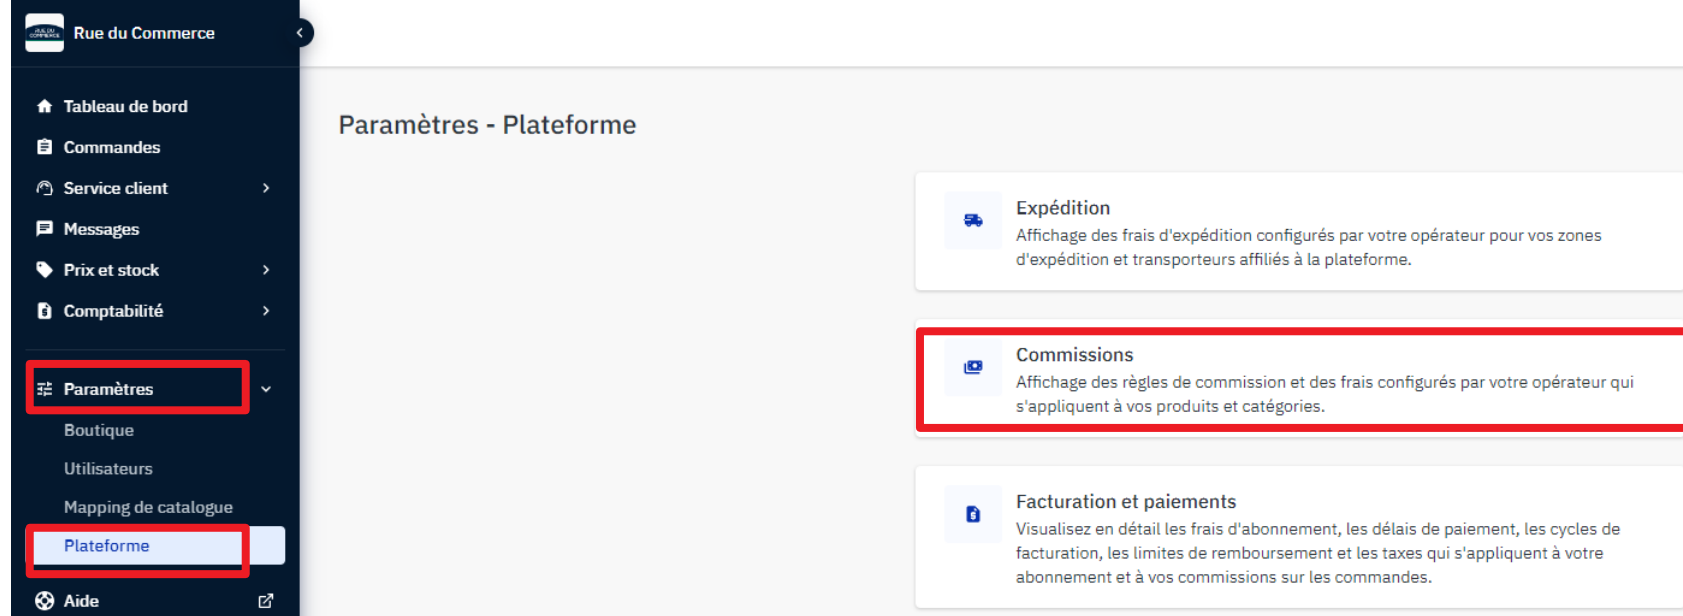 RUE DU
COMMERCE
Rue du Commerce
Tableau de bord
Commandes
Service client
Messages
Prix et stock
Comptabilité
Paramètres
Boutique
Utilisateurs
Mapping de catalogue
Plateforme
Aide
Paramètres - Plateforme
Expédition
Affichage des frais d'expédition configurés par votre opérateur pour vos zones
d'expédition et transporteurs affiliés à la plateforme.
Commissions
Affichage des règles de commission et des frais configurés par votre opérateur qui
s'appliquent à vos produits et catégories.
Facturation et paiements
Visualisez en détail les frais d'abonnement, les délais de paiement, les cycles de
facturation, les limites de remboursement et les taxes qui s'appliquent à votre
abonnement et à vos commissions sur les commandes.